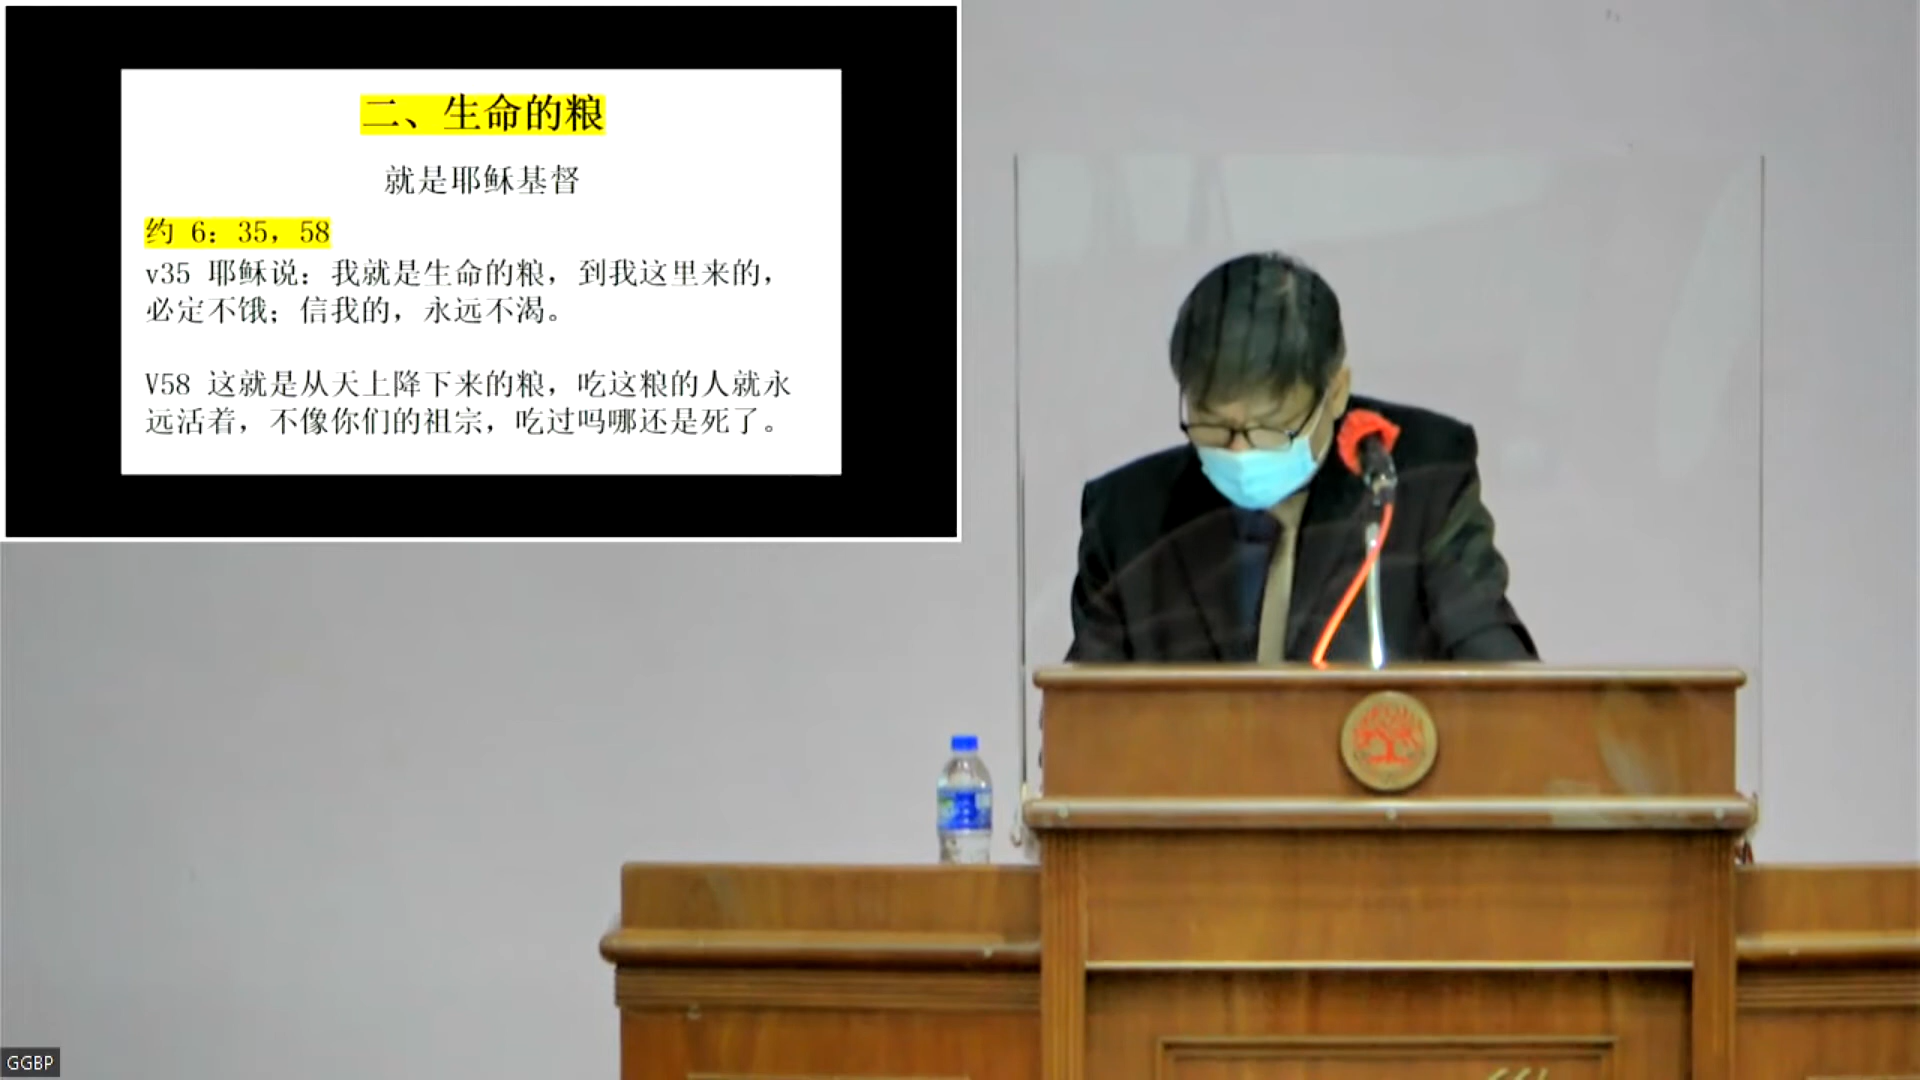 二、生命的粮
就是耶稣基督
约 6：35，58
v35 耶稣说：我就是生命的粮，到我这里来的，
必定不饿；信我的，永远不渴。
V58 这就是从天上降下来的粮，吃这粮的人就永
远活着，不像你们的祖宗，吃过吗哪还是死了。
GGBP